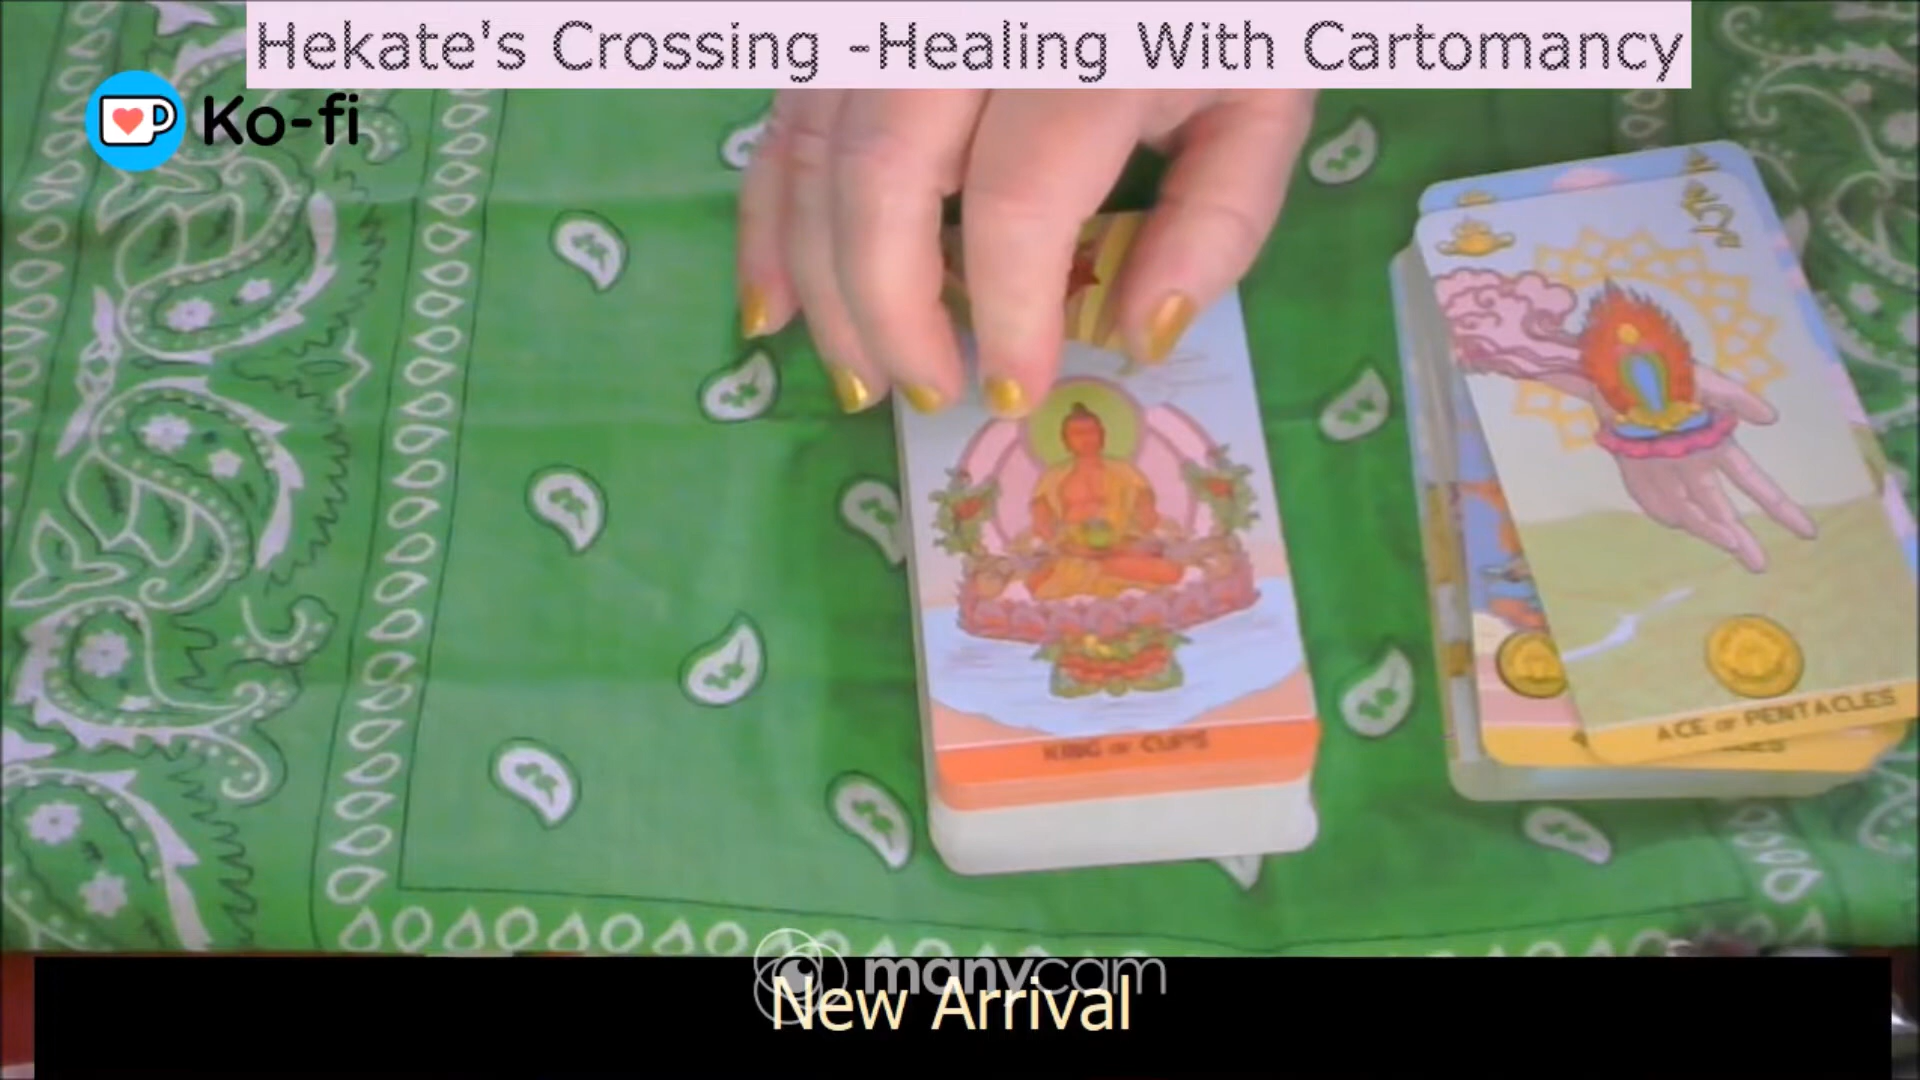 Hekate's Crossing -Healing With Cartomancy
Ko-fi
KING OF CUPS
ACE OF PENTACLES
manycam
New Arrival